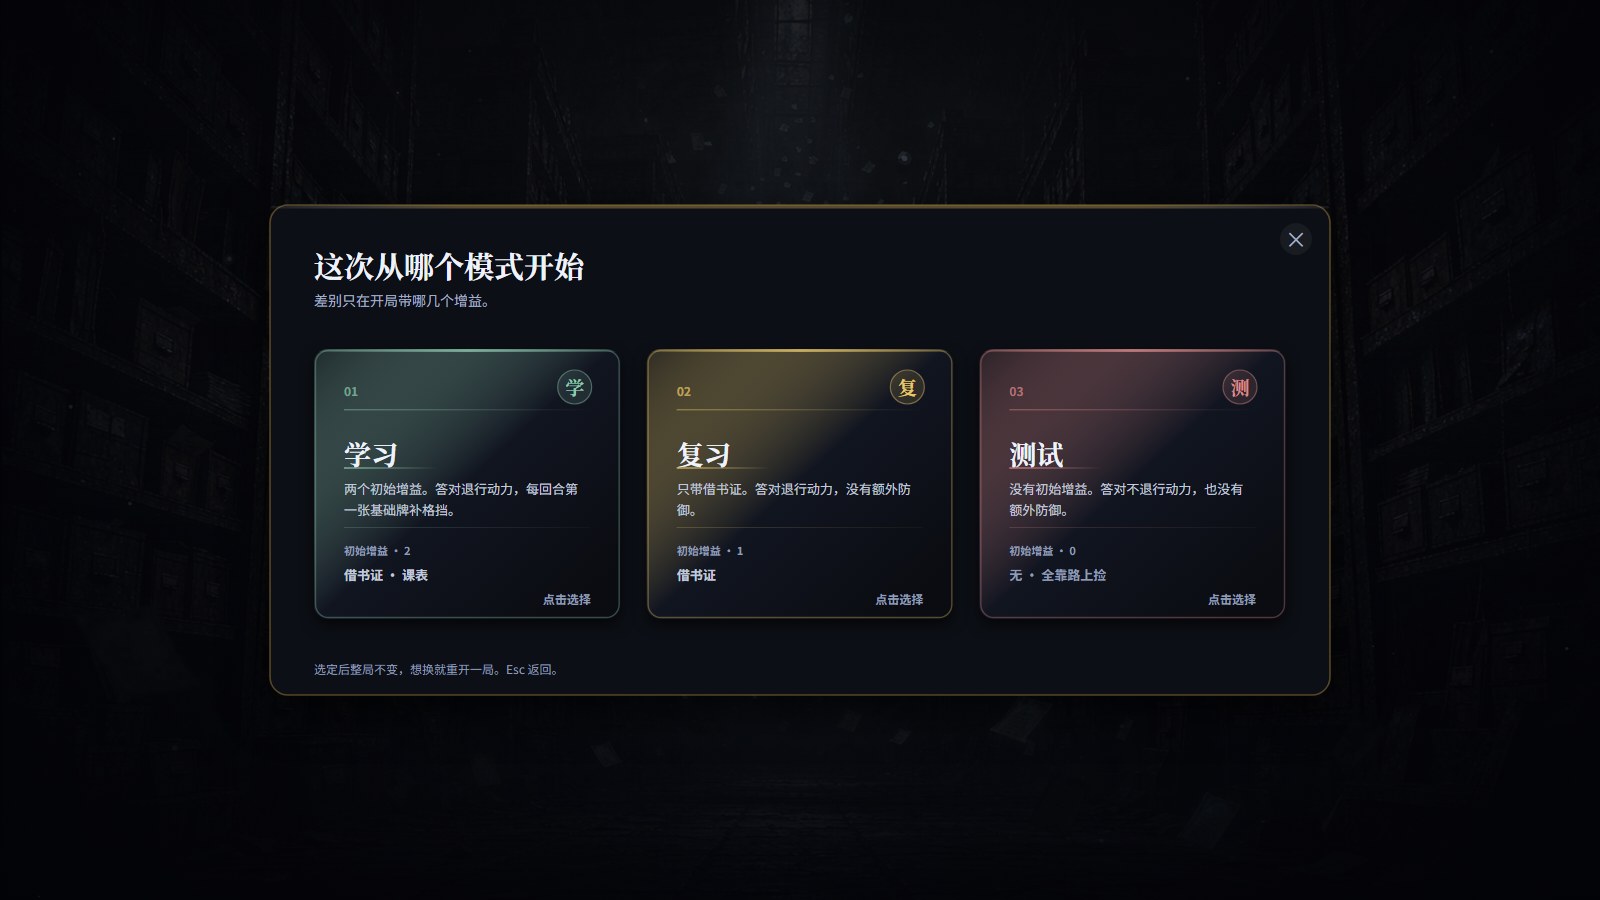 这次从哪个模式开始
差别只在开局带哪几个增益。
01
学
学习
两个初始增益。答对退行动力，每回合第
一张基础牌补格挡。
初始增益 · 2
借书证 · 课表
点击选择
02
复
复习
只带借书证。答对退行动力，没有额外防
御。
初始增益 · 1
借书证
点击选择
03
测
测试
没有初始增益。答对不退行动力，也没有
额外防御。
初始增益 · 0
无 · 全靠路上捡
点击选择
选定后整局不变，想换就重开一局。Esc 返回。